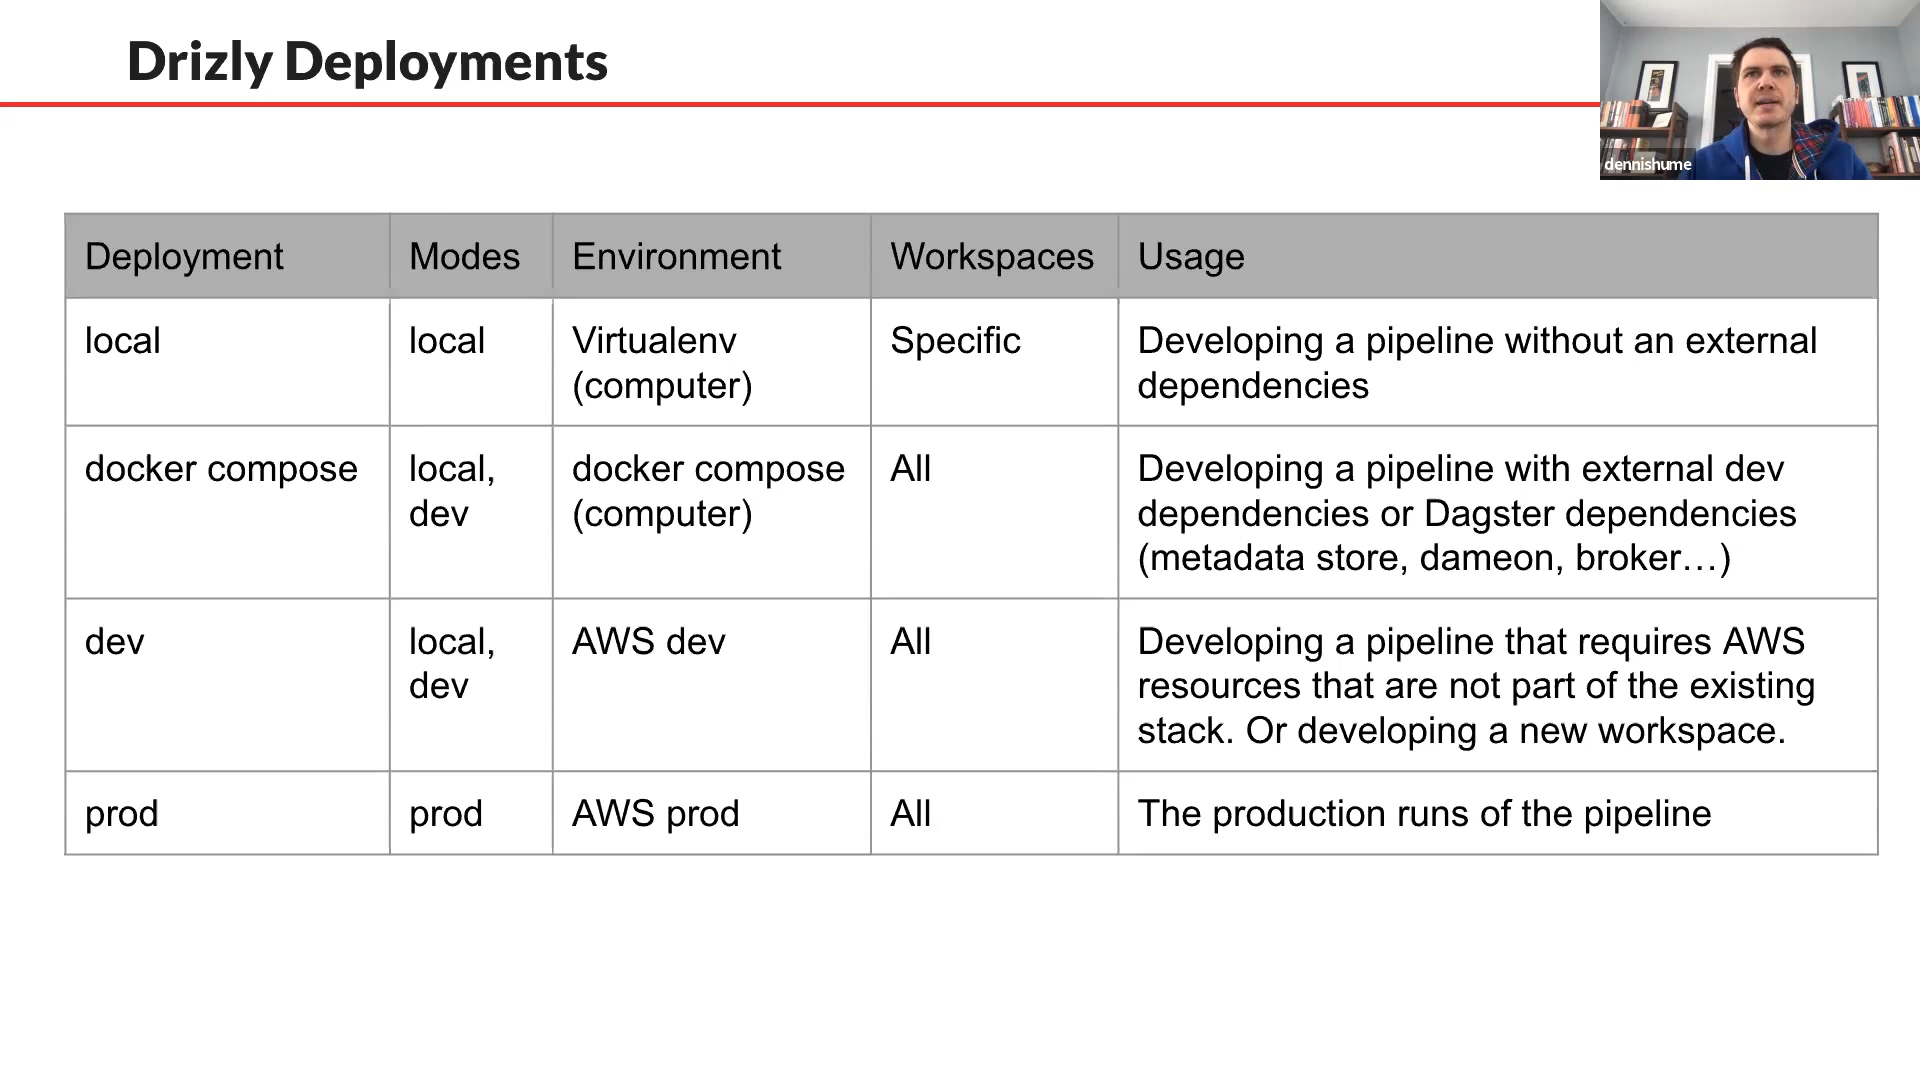 Drizly Deployments
dennishume
Deployment Modes Environment Workspaces Usage
local local Virtualenv (computer) Specific Developing a pipeline without an external dependencies
docker compose local, dev docker compose (computer) All Developing a pipeline with external dev dependencies or Dagster dependencies (metadata store, dameon, broker…)
dev local, dev AWS dev All Developing a pipeline that requires AWS resources that are not part of the existing stack. Or developing a new workspace.
prod prod AWS prod All The production runs of the pipeline